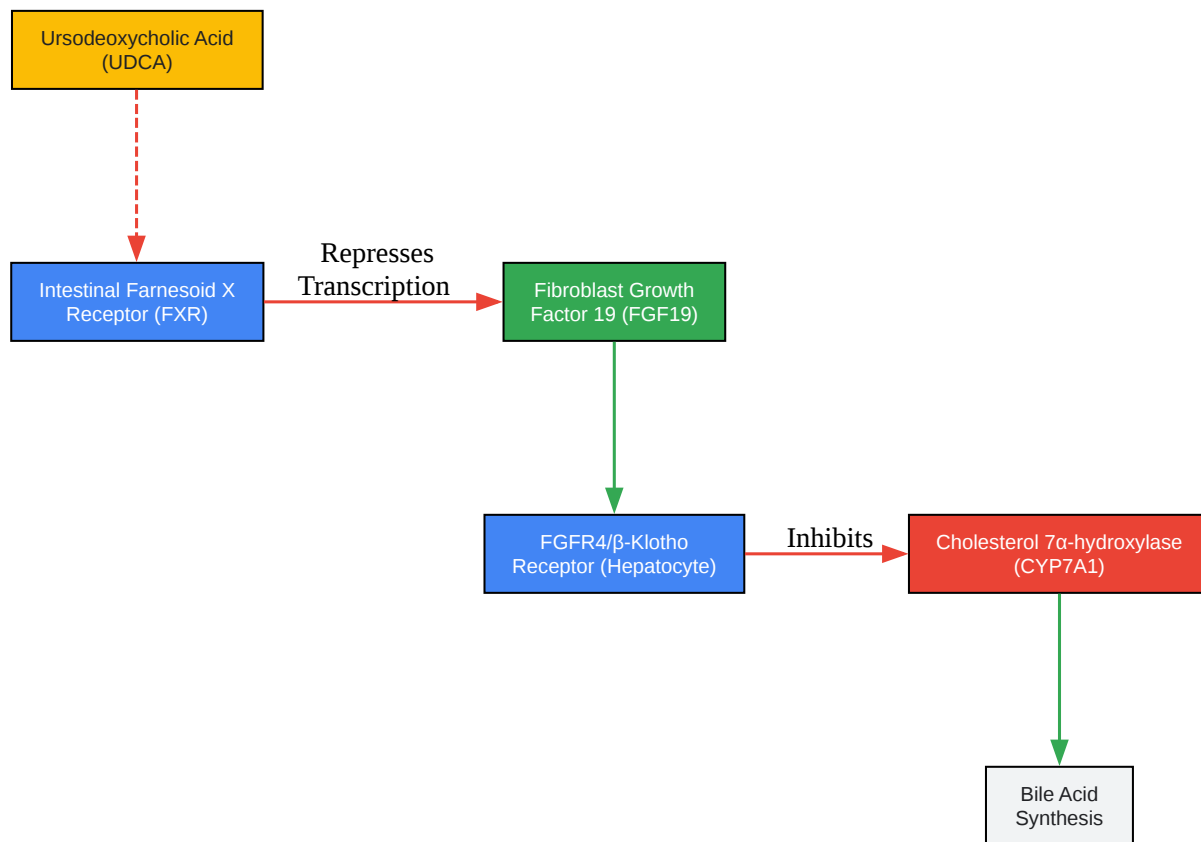 Ursodeoxycholic Acid
(UDCA)
Represses
Transcription
Intestinal Farnesoid X
Receptor (FXR)
Fibroblast Growth
Factor 19 (FGF19)
FGFR4/β-Klotho
Receptor (Hepatocyte)
Inhibits
Cholesterol 7α-hydroxylase
(CYP7A1)
Bile Acid
Synthesis